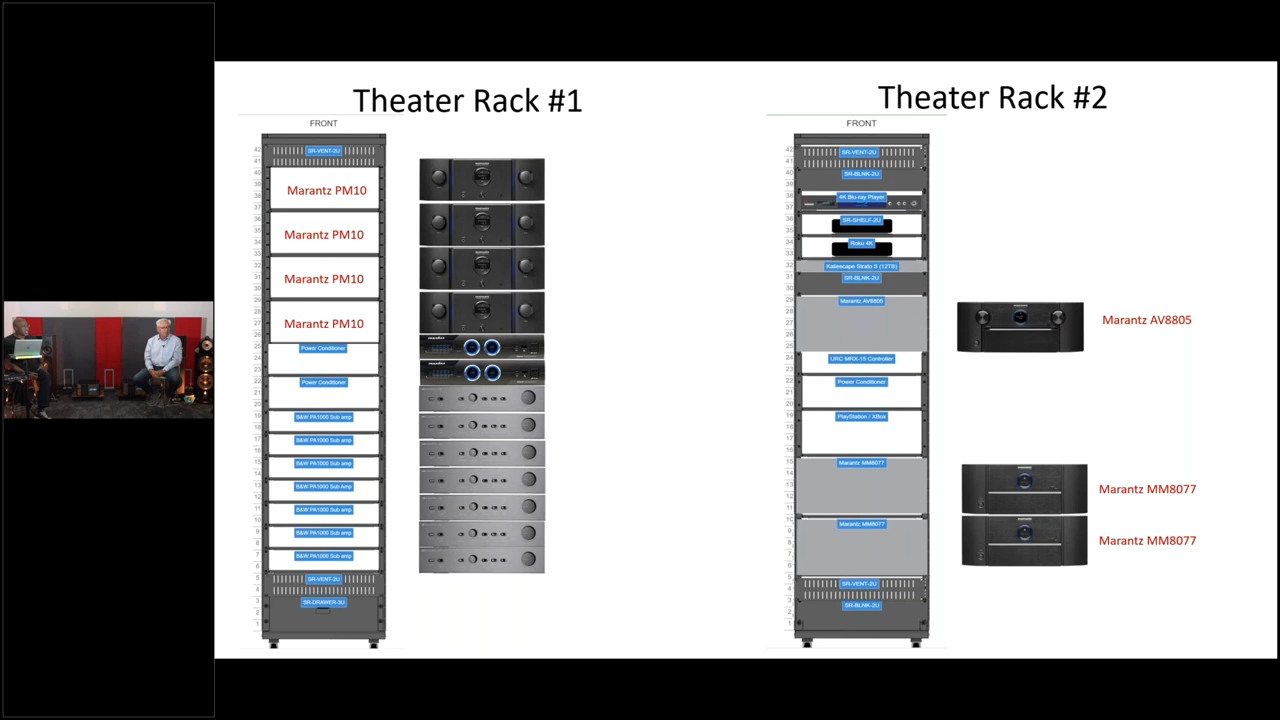 Theater Rack #1
FRONT
SR-VENT-2U
Marantz PM10
Marantz PM10
Marantz PM10
Marantz PM10
Power Conditioner
Power Conditioner
B&W PA1000 Sub amp
B&W PA1000 Sub amp
B&W PA1000 Sub amp
B&W PA1000 Sub Amp
B&W PA1000 Sub amp
B&W PA1000 Sub amp
B&W PA1000 Sub amp
SR-VENT-2U
SR-DRAWER-3U
Theater Rack #2
FRONT
SR-VENT-2U
SR-BLNK-2U
4K Blu-ray Player
SR-SHELF-2U
Roku 4K
Kaleescape Strato S (12TB)
SR-BLNK-2U
Marantz AV8805
URC MRX-18 Controller
Power Conditioner
PlayStation / XBox
Marantz MM8077
Marantz MM8077
SR-VENT-2U
SR-BLNK-2U
Marantz AV8805
Marantz MM8077
Marantz MM8077